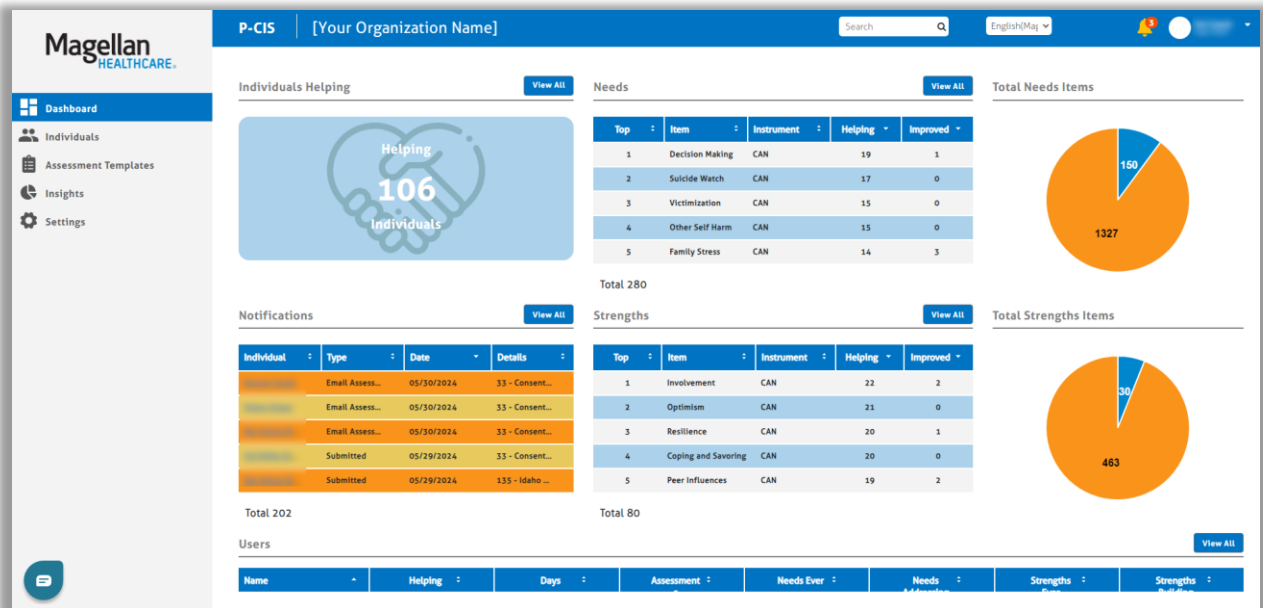 Magellan
HEALTHCARE®
P-CIS [Your Organization Name]
Search
English(Maj
3
Dashboard
Individuals
Assessment Templates
Insights
Settings
Individuals Helping View All
Helping
106
Individuals
Needs View All
Top Item Instrument Helping Improved
1 Decision Making CAN 19 1
2 Suicide Watch CAN 17 0
3 Victimization CAN 15 0
4 Other Self Harm CAN 15 0
5 Family Stress CAN 14 3
Total 280
Total Needs Items
150
1327
Notifications View All
Individual Type Date Details
Email Assess... 05/30/2024 33 - Consent...
Email Assess... 05/30/2024 33 - Consent...
Email Assess... 05/30/2024 33 - Consent...
Submitted 05/29/2024 33 - Consent...
Submitted 05/29/2024 135 - Idaho ...
Total 202
Strengths View All
Top Item Instrument Helping Improved
1 Involvement CAN 22 2
2 Optimism CAN 21 0
3 Resilience CAN 20 1
4 Coping and Savoring CAN 20 0
5 Peer Influences CAN 19 2
Total 80
Total Strengths Items
30
463
Users View All
Name Helping Days Assessment Needs Ever Needs Strengths Strengths